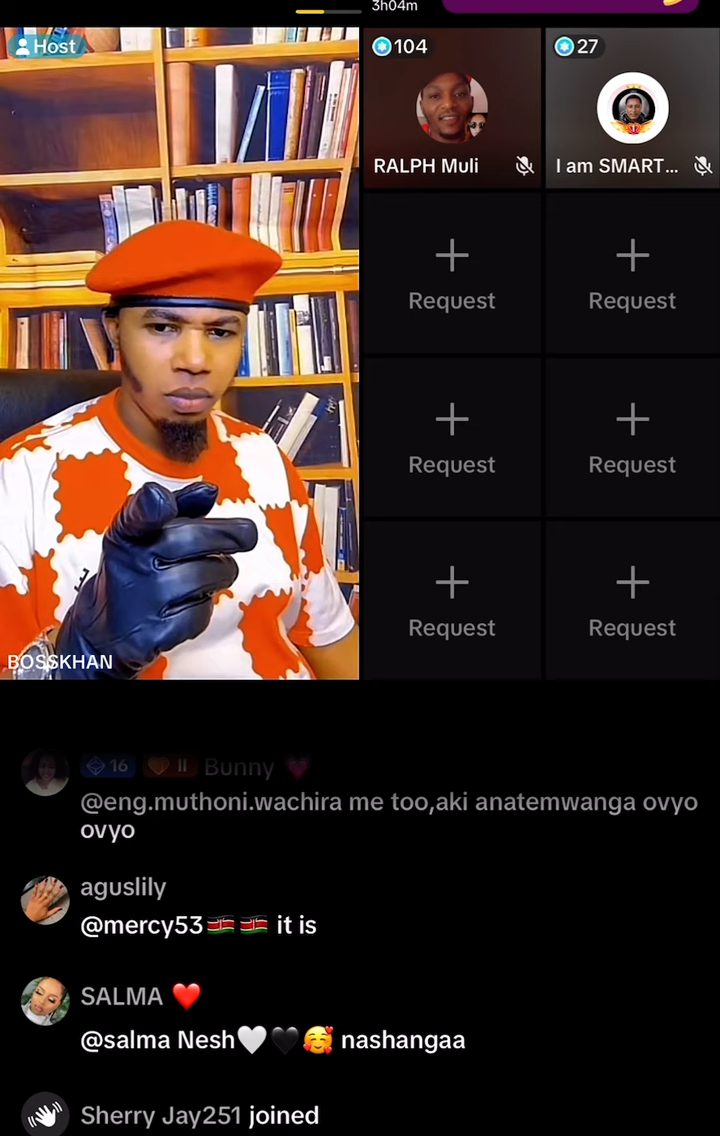 3h04m
Host
104
27
RALPH Muli
I am SMART...
+
+
Request
Request
+
+
Request
Request
+
+
Request
Request
BOSSKHAN
16
II
Bunny 💗
@eng.muthoni.wachira me too,aki anatemwanga ovyo
ovyo
aguslily
@mercy53🇰🇪🇰🇪 it is
SALMA ❤️
@salma Nesh🤍🖤🥰 nashangaa
Sherry Jay251 joined